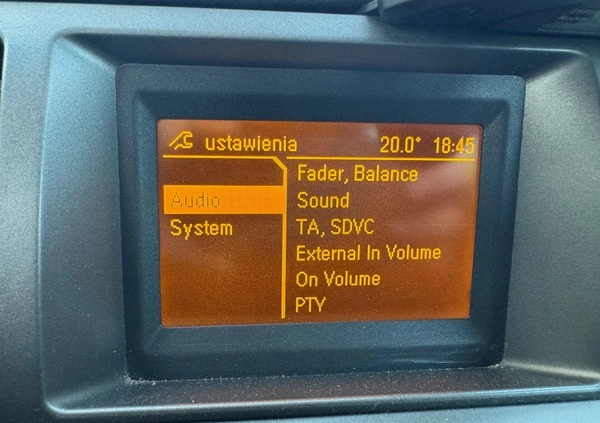 ustawienia 20.0° 18:45
Audio
System
Fader, Balance
Sound
TA, SDVC
External In Volume
On Volume
PTY